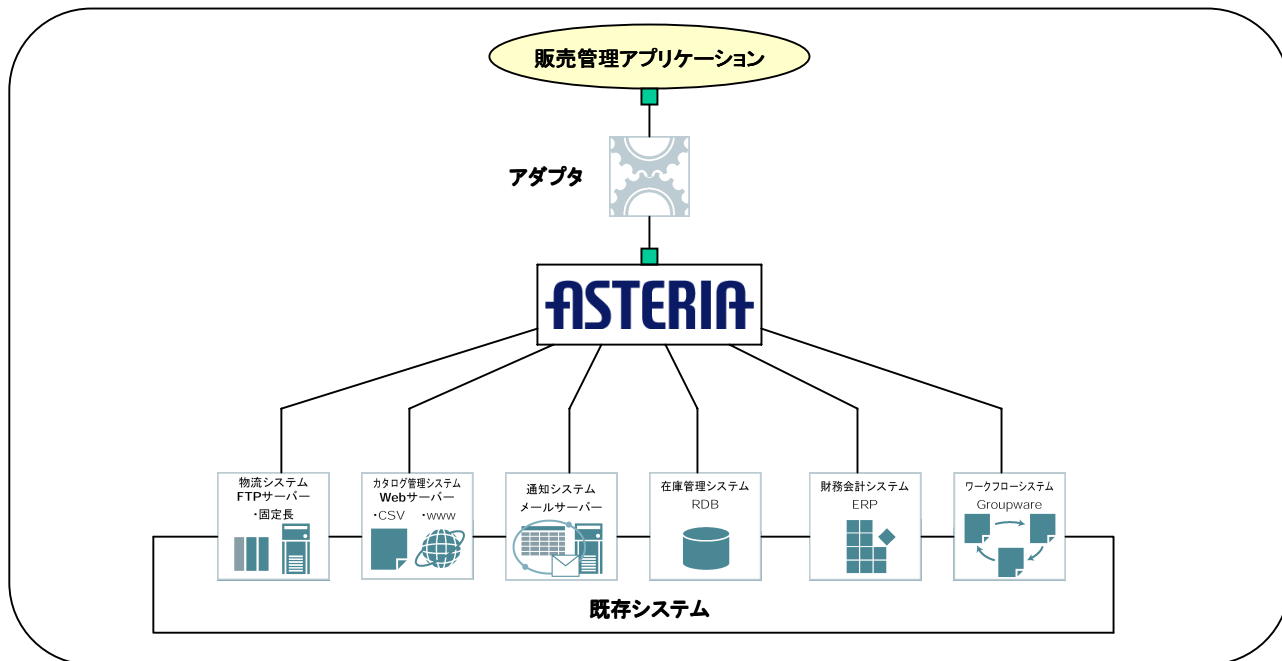 販売管理アプリケーション
アダプタ
ASTERIA
物流システム
FTPサーバー
・固定長
カタログ管理システム
Webサーバー
・CSV ・www
通知システム
メールサーバー
在庫管理システム
RDB
財務会計システム
ERP
ワークフローシステム
Groupware
既存システム